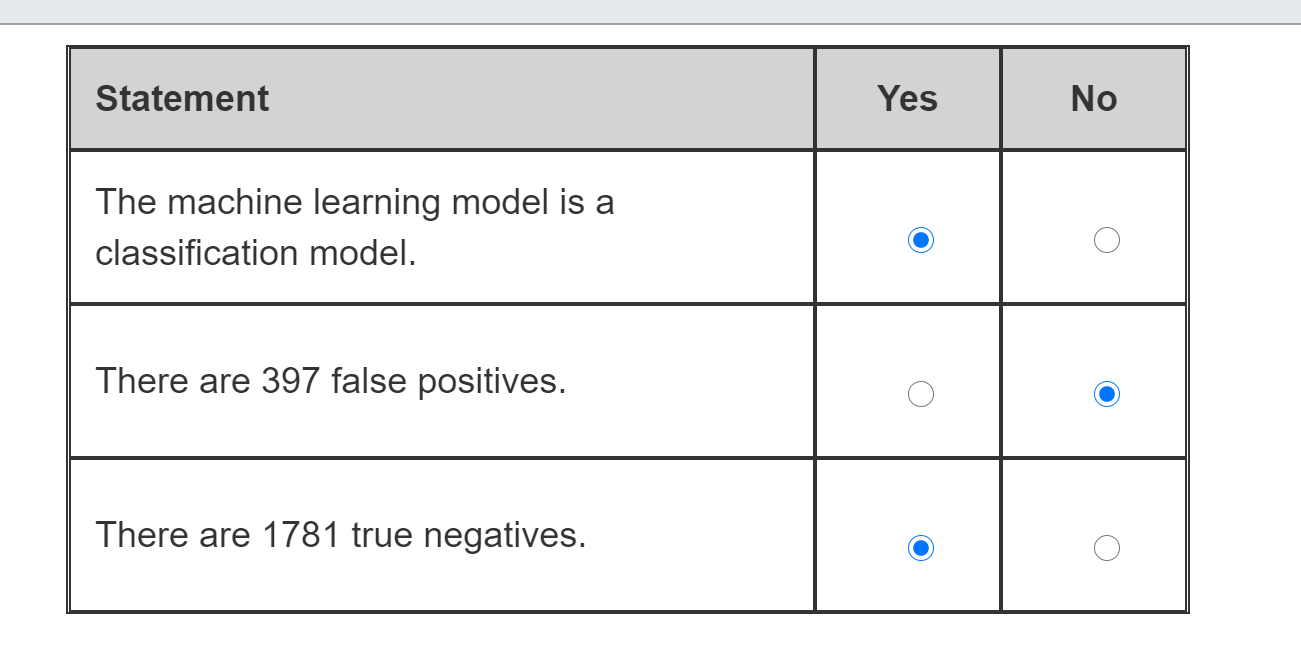 Statement Yes No
The machine learning model is a
classification model.
There are 397 false positives.
There are 1781 true negatives.